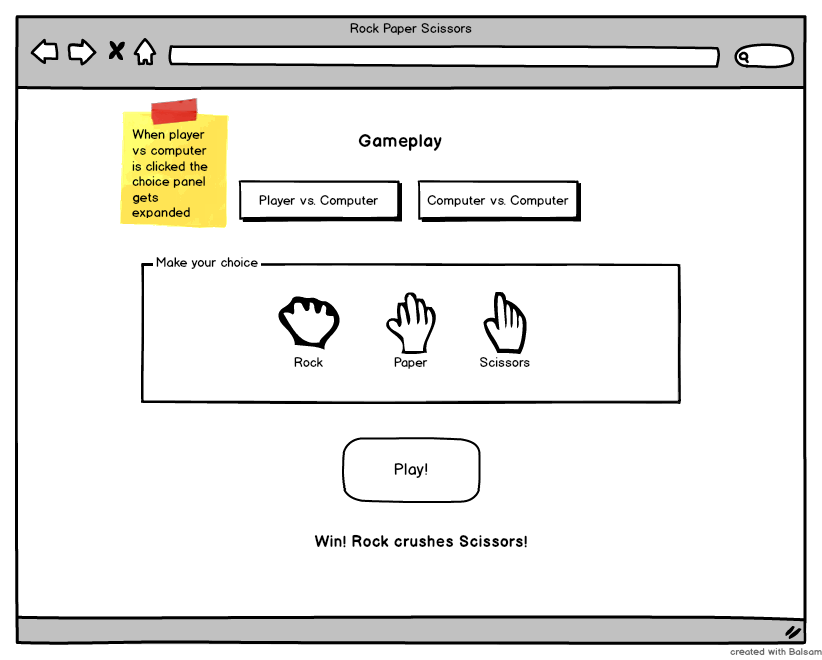 Rock Paper Scissors
When player
vs computer
is clicked the
choice panel
gets
expanded
Gameplay
Player vs. Computer
Computer vs. Computer
Make your choice
Rock
Paper
Scissors
Play!
Win! Rock crushes Scissors!
created with Balsam